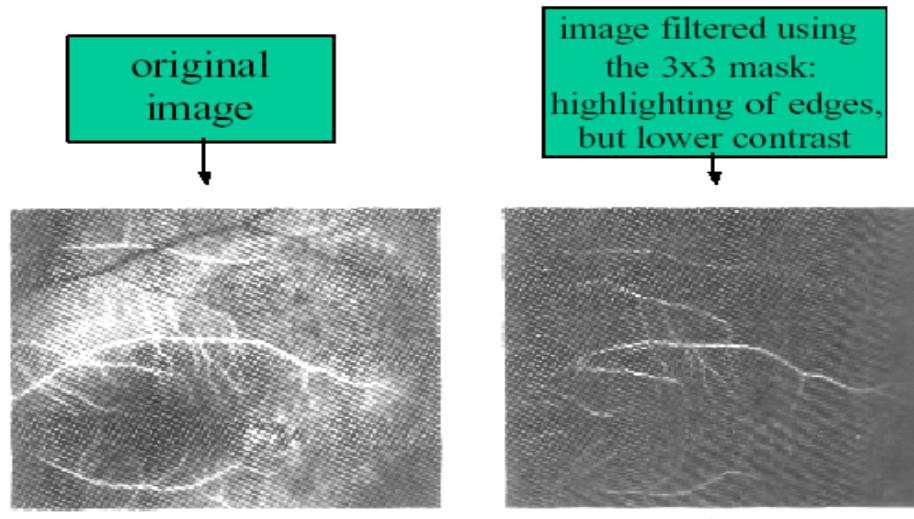 original
image
image filtered using
the 3x3 mask:
highlighting of edges,
but lower contrast